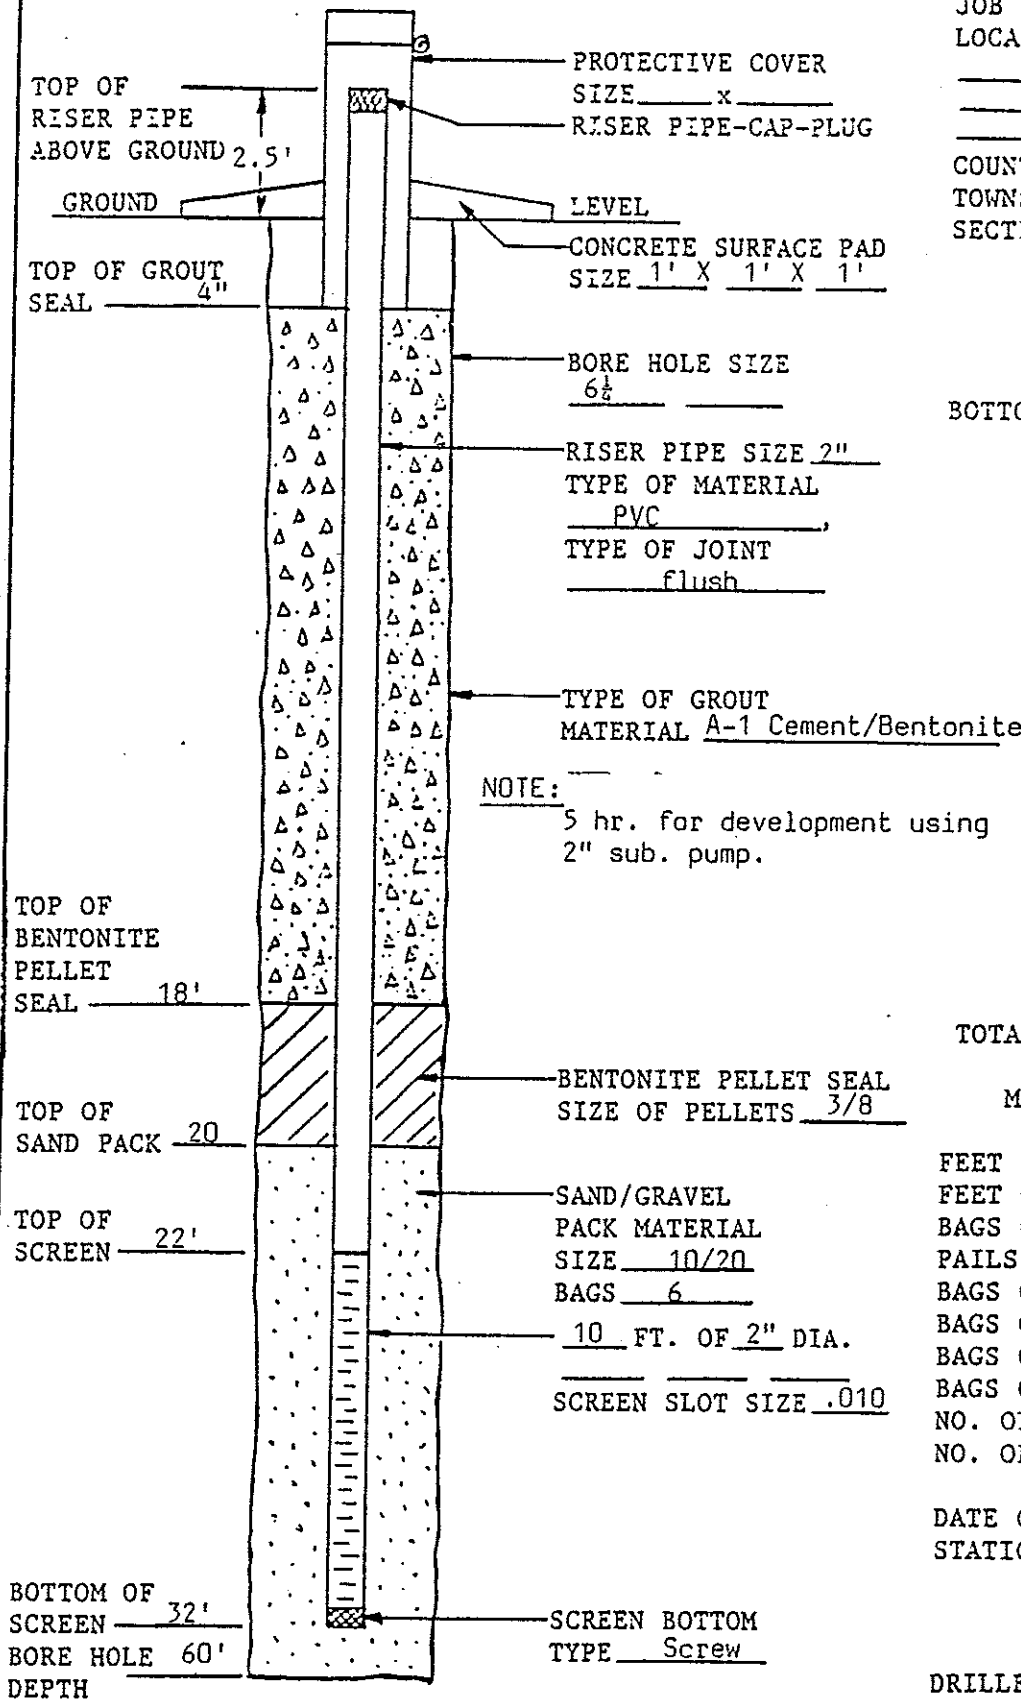 TOP OF
RISER PIPE
ABOVE GROUND 2.5'
GROUND
TOP OF GROUT
SEAL 4"
TOP OF
BENTONITE
PELLET
SEAL 18'
TOP OF
SAND PACK 20
TOP OF
SCREEN 22'
BOTTOM OF
SCREEN 32'
BORE HOLE 60'
DEPTH
PROTECTIVE COVER
SIZE x
RISER PIPE-CAP-PLUG
LEVEL
CONCRETE SURFACE PAD
SIZE 1' X 1' X 1'
BORE HOLE SIZE
6¼
RISER PIPE SIZE 2"
TYPE OF MATERIAL
PVC,
TYPE OF JOINT
flush
TYPE OF GROUT
MATERIAL A-1 Cement/Bentonite
NOTE:
5 hr. for development using
2" sub. pump.
BENTONITE PELLET SEAL
SIZE OF PELLETS 3/8
SAND/GRAVEL
PACK MATERIAL
SIZE 10/20
BAGS 6
10 FT. OF 2" DIA.
SCREEN SLOT SIZE .010
SCREEN BOTTOM
TYPE Screw
JOB
LOCA
COUN
TOWN
SECT
BOTTO
TOTA
M
FEET
FEET
BAGS
PAILS
BAGS
BAGS
BAGS
BAGS
NO. O
NO. O
DATE
STATI
DRILLE